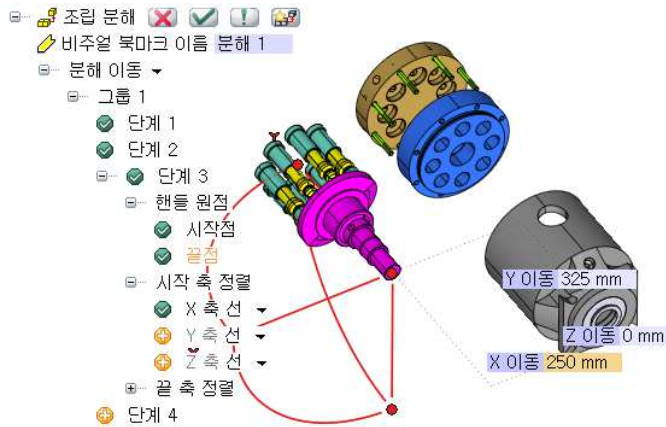 조립 분해
비주얼 북마크 이름 분해 1
분해 이동
그룹 1
단계 1
단계 2
단계 3
핸들 원점
시작점
끝점
시작 축 정렬
X 축 선
Y 축 선
Z 축 선
끝 축 정렬
단계 4
Y
Y 이동 325 mm
Z 이동 0 mm
X 이동 250 mm